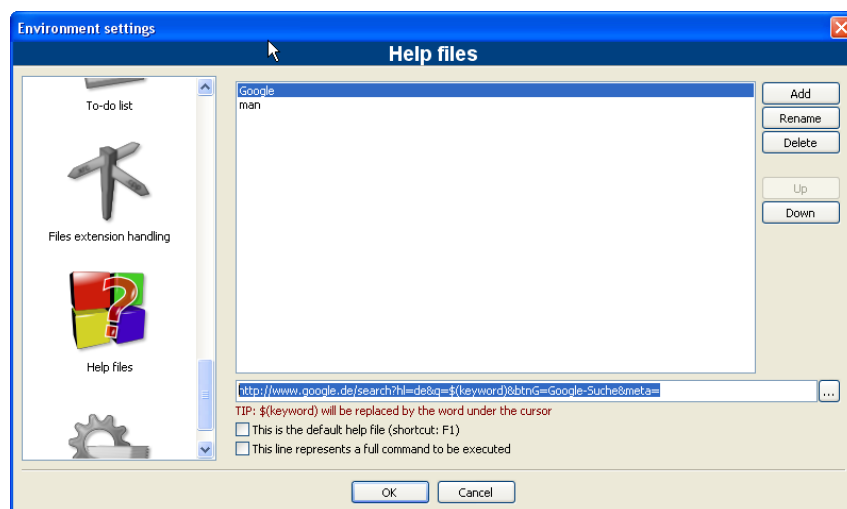 Environment settings
Help files
To-do list
Files extension handling
Help files
Google
man
Add
Rename
Delete
Up
Down
http://www.google.de/search?hl=de&q=$(keyword)&btnG=Google-Suche&meta=
...
TIP: $(keyword) will be replaced by the word under the cursor
This is the default help file (shortcut: F1)
This line represents a full command to be executed
OK
Cancel